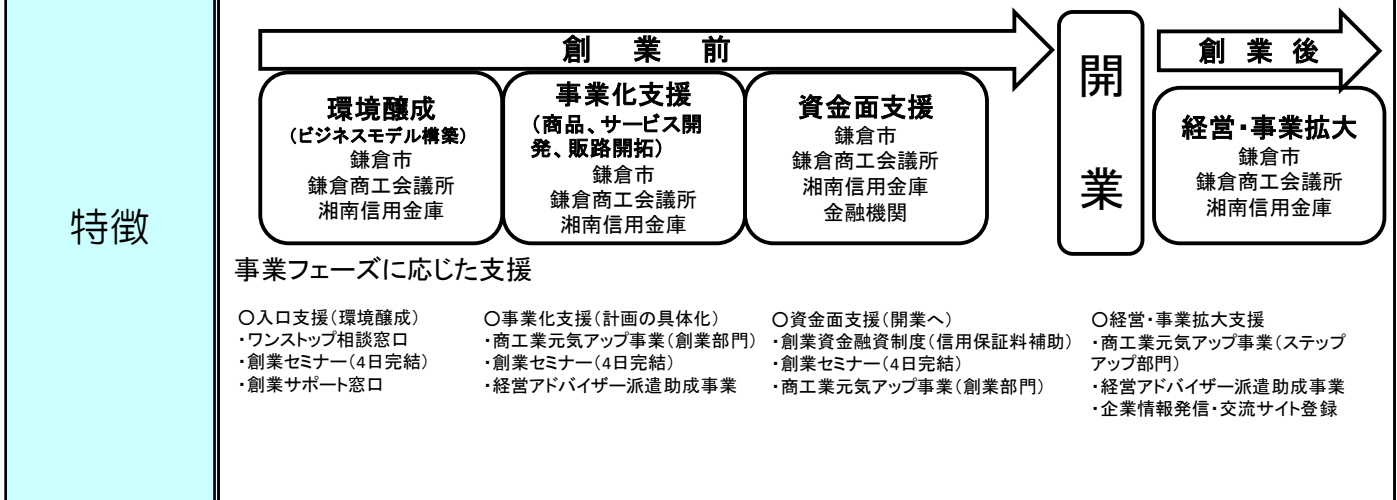 特徴
創業前
環境醸成
(ビジネスモデル構築)
鎌倉市
鎌倉商工会議所
湘南信用金庫
事業化支援
(商品、サービス開
発、販路開拓)
鎌倉市
鎌倉商工会議所
湘南信用金庫
資金面支援
鎌倉市
鎌倉商工会議所
湘南信用金庫
金融機関
開業
創業後
経営・事業拡大
鎌倉市
鎌倉商工会議所
湘南信用金庫
事業フェーズに応じた支援
○入口支援(環境醸成)
・ワンストップ相談窓口
・創業セミナー(4日完結)
・創業サポート窓口
○事業化支援(計画の具体化)
・商工業元気アップ事業(創業部門)
・創業セミナー(4日完結)
・経営アドバイザー派遣助成事業
○資金面支援(開業へ)
・創業資金融資制度(信用保証料補助)
・創業セミナー(4日完結)
・商工業元気アップ事業(創業部門)
○経営・事業拡大支援
・商工業元気アップ事業(ステップ
アップ部門)
・経営アドバイザー派遣助成事業
・企業情報発信・交流サイト登録